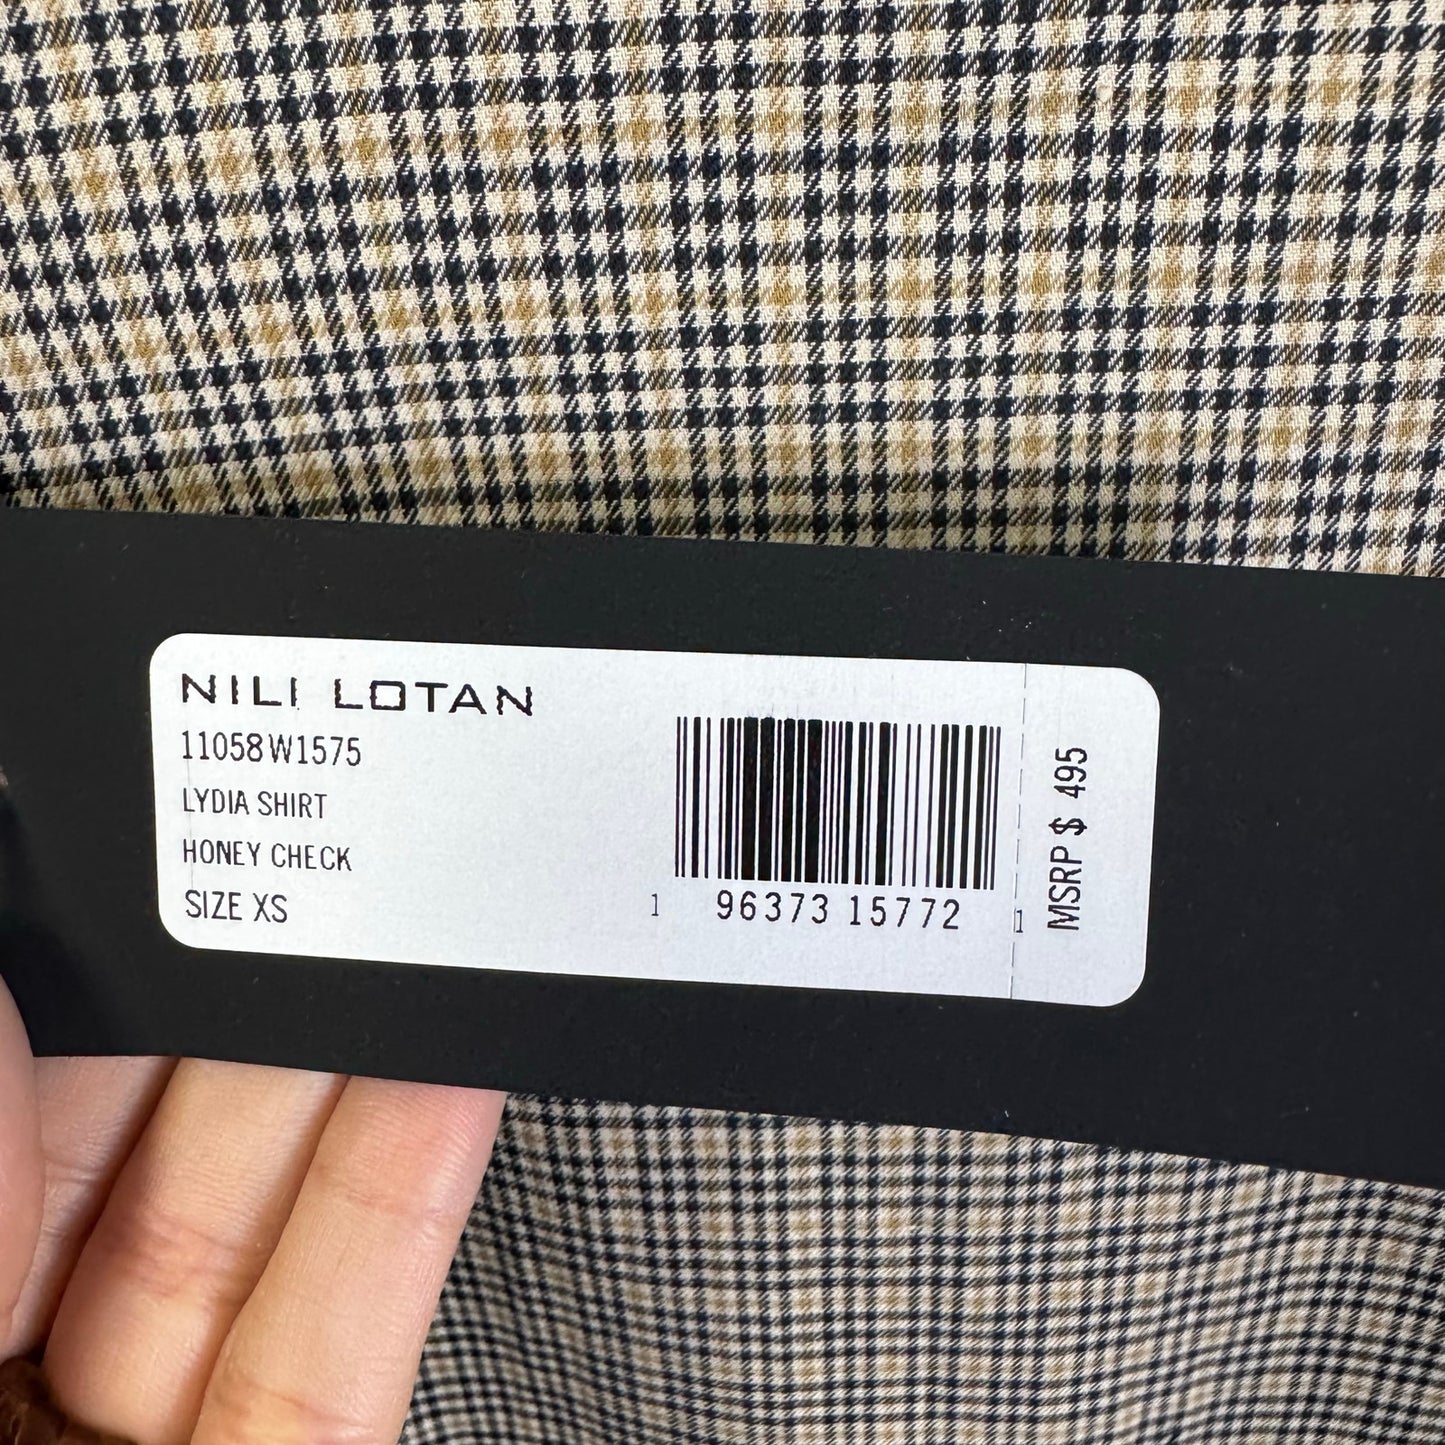 NILI LOTAN
11058W1575
LYDIA SHIRT
HONEY CHECK
SIZE XS
1 96373 15772 1
MSRP $ 495